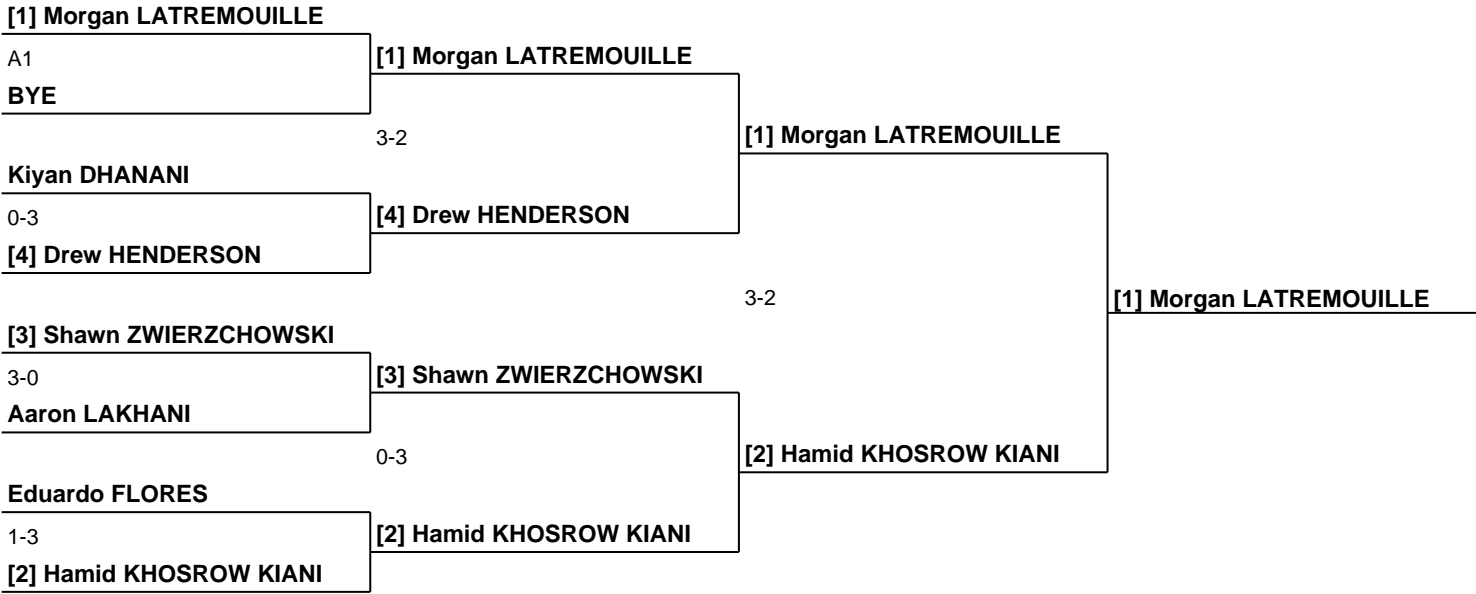 [1] Morgan LATREMOUILLE
A1
[1] Morgan LATREMOUILLE
BYE
3-2
[1] Morgan LATREMOUILLE
Kiyan DHANANI
0-3
[4] Drew HENDERSON
[4] Drew HENDERSON
3-2
[1] Morgan LATREMOUILLE
[3] Shawn ZWIERZCHOWSKI
3-0
[3] Shawn ZWIERZCHOWSKI
Aaron LAKHANI
0-3
[2] Hamid KHOSROW KIANI
Eduardo FLORES
1-3
[2] Hamid KHOSROW KIANI
[2] Hamid KHOSROW KIANI